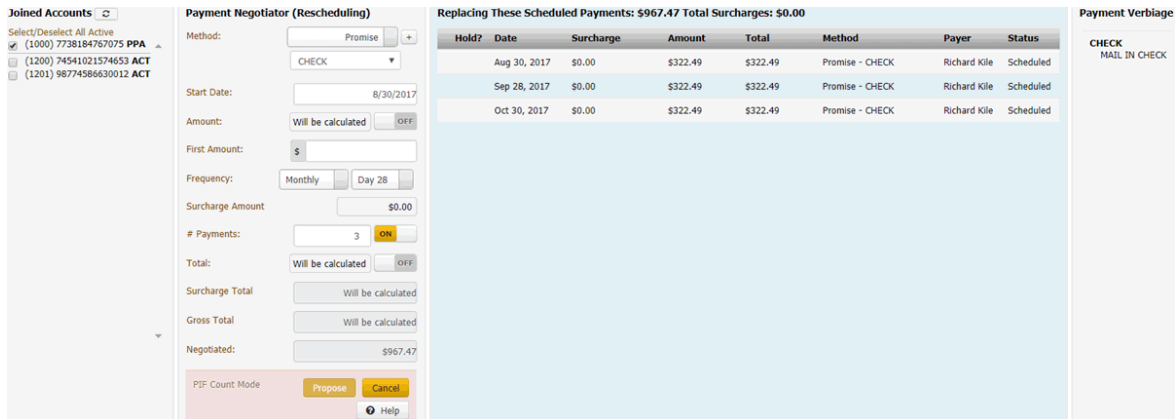 Joined Accounts
Select/Deselect All Active
(1000) 7738184767075 PPA
(1200) 74541021574653 ACT
(1201) 98774586630012 ACT
Payment Negotiator (Rescheduling)
Method: Promise +
CHECK
Start Date: 8/30/2017
Amount: Will be calculated OFF
First Amount: $
Frequency: Monthly Day 28
Surcharge Amount $0.00
# Payments: 3 ON
Total: Will be calculated OFF
Surcharge Total Will be calculated
Gross Total Will be calculated
Negotiated: $967.47
PIF Count Mode Propose Cancel
Help
Replacing These Scheduled Payments: $967.47 Total Surcharges: $0.00
Hold? Date Surcharge Amount Total Method Payer Status
Aug 30, 2017 $0.00 $322.49 $322.49 Promise - CHECK Richard Kile Scheduled
Sep 28, 2017 $0.00 $322.49 $322.49 Promise - CHECK Richard Kile Scheduled
Oct 30, 2017 $0.00 $322.49 $322.49 Promise - CHECK Richard Kile Scheduled
Payment Verbiage
CHECK
MAIL IN CHECK